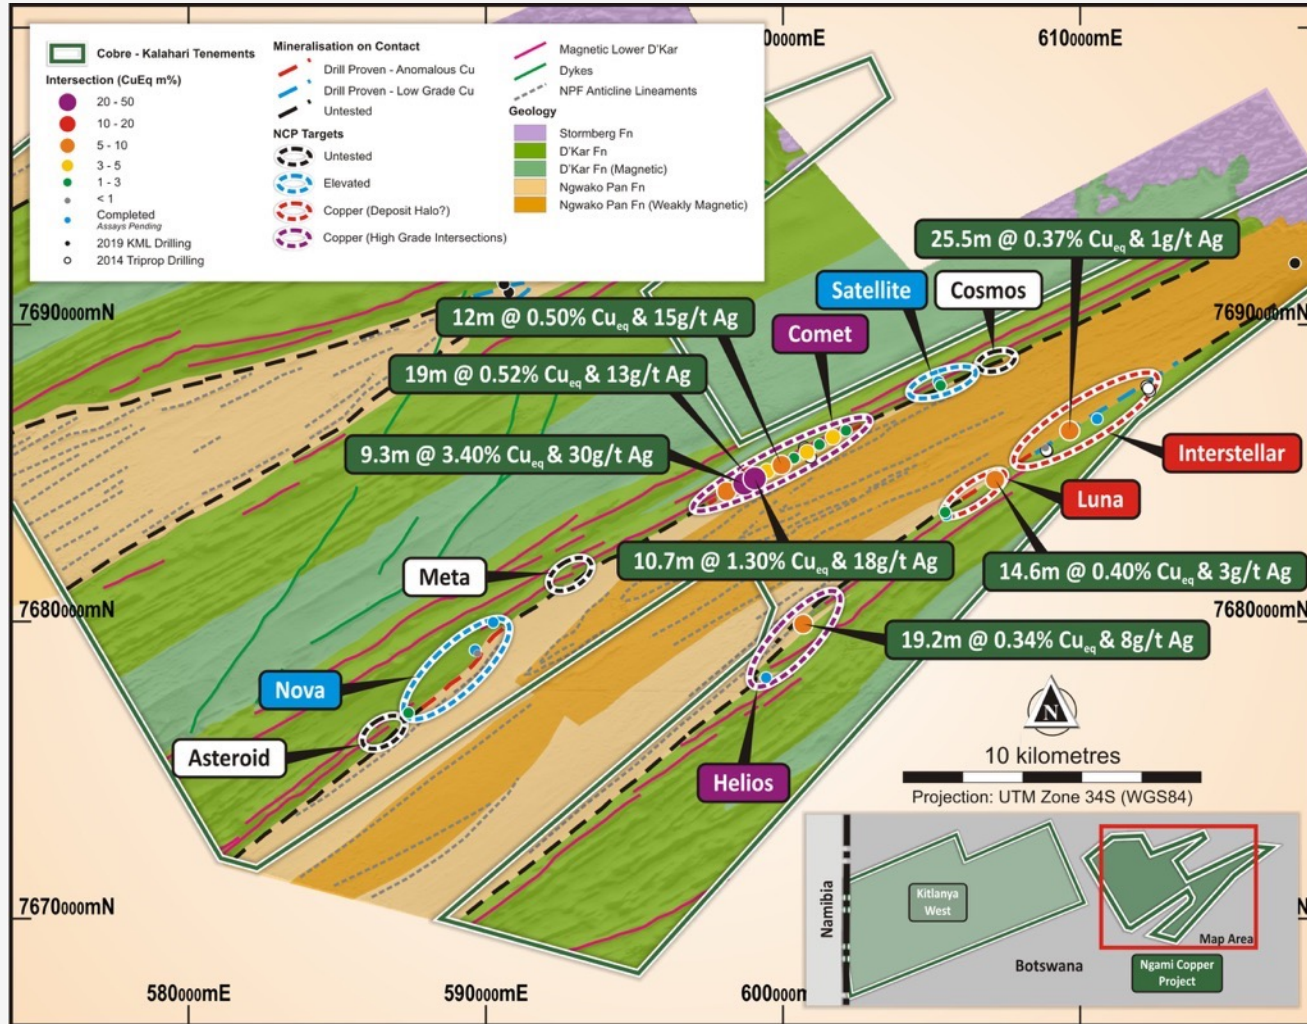 000000mE
610000mE
Cobre - Kalahari Tenements
Intersection (CuEq m%)
20 - 50
10 - 20
5 - 10
3 - 5
1 - 3
< 1
Completed
Assays Pending
2019 KML Drilling
2014 Triprop Drilling
Mineralisation on Contact
Drill Proven - Anomalous Cu
Drill Proven - Low Grade Cu
Untested
NCP Targets
Untested
Elevated
Copper (Deposit Halo?)
Copper (High Grade Intersections)
Magnetic Lower D'Kar
Dykes
NPF Anticline Lineaments
Geology
Stormberg Fn
D'Kar Fn
D'Kar Fn (Magnetic)
Ngwako Pan Fn
Ngwako Pan Fn (Weakly Magnetic)
25.5m @ 0.37% Cueq & 1g/t Ag
Satellite
Cosmos
7690000mN
7690000mN
12m @ 0.50% Cueq & 15g/t Ag
Comet
19m @ 0.52% Cueq & 13g/t Ag
9.3m @ 3.40% Cueq & 30g/t Ag
Interstellar
Luna
10.7m @ 1.30% Cueq & 18g/t Ag
14.6m @ 0.40% Cueq & 3g/t Ag
Meta
7680000mN
7680000mN
19.2m @ 0.34% Cueq & 8g/t Ag
Nova
N
Asteroid
10 kilometres
Helios
Projection: UTM Zone 34S (WGS84)
7670000mN
N
Namibia
Kitlanya
West
Map Area
Botswana
Ngami Copper
Project
580000mE
590000mE
600000m